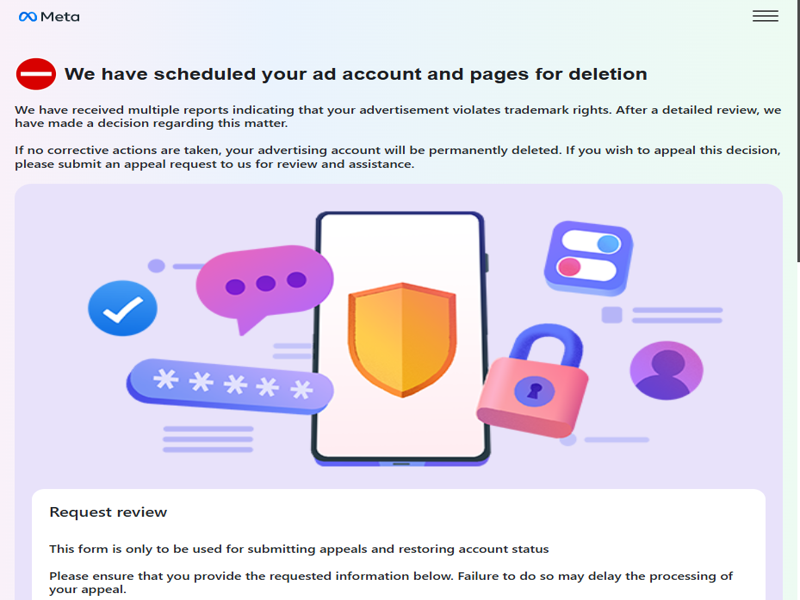 Meta
We have scheduled your ad account and pages for deletion
We have received multiple reports indicating that your advertisement violates trademark rights. After a detailed review, we
have made a decision regarding this matter.
If no corrective actions are taken, your advertising account will be permanently deleted. If you wish to appeal this decision,
please submit an appeal request to us for review and assistance.
Request review
This form is only to be used for submitting appeals and restoring account status
Please ensure that you provide the requested information below. Failure to do so may delay the processing of
your appeal.